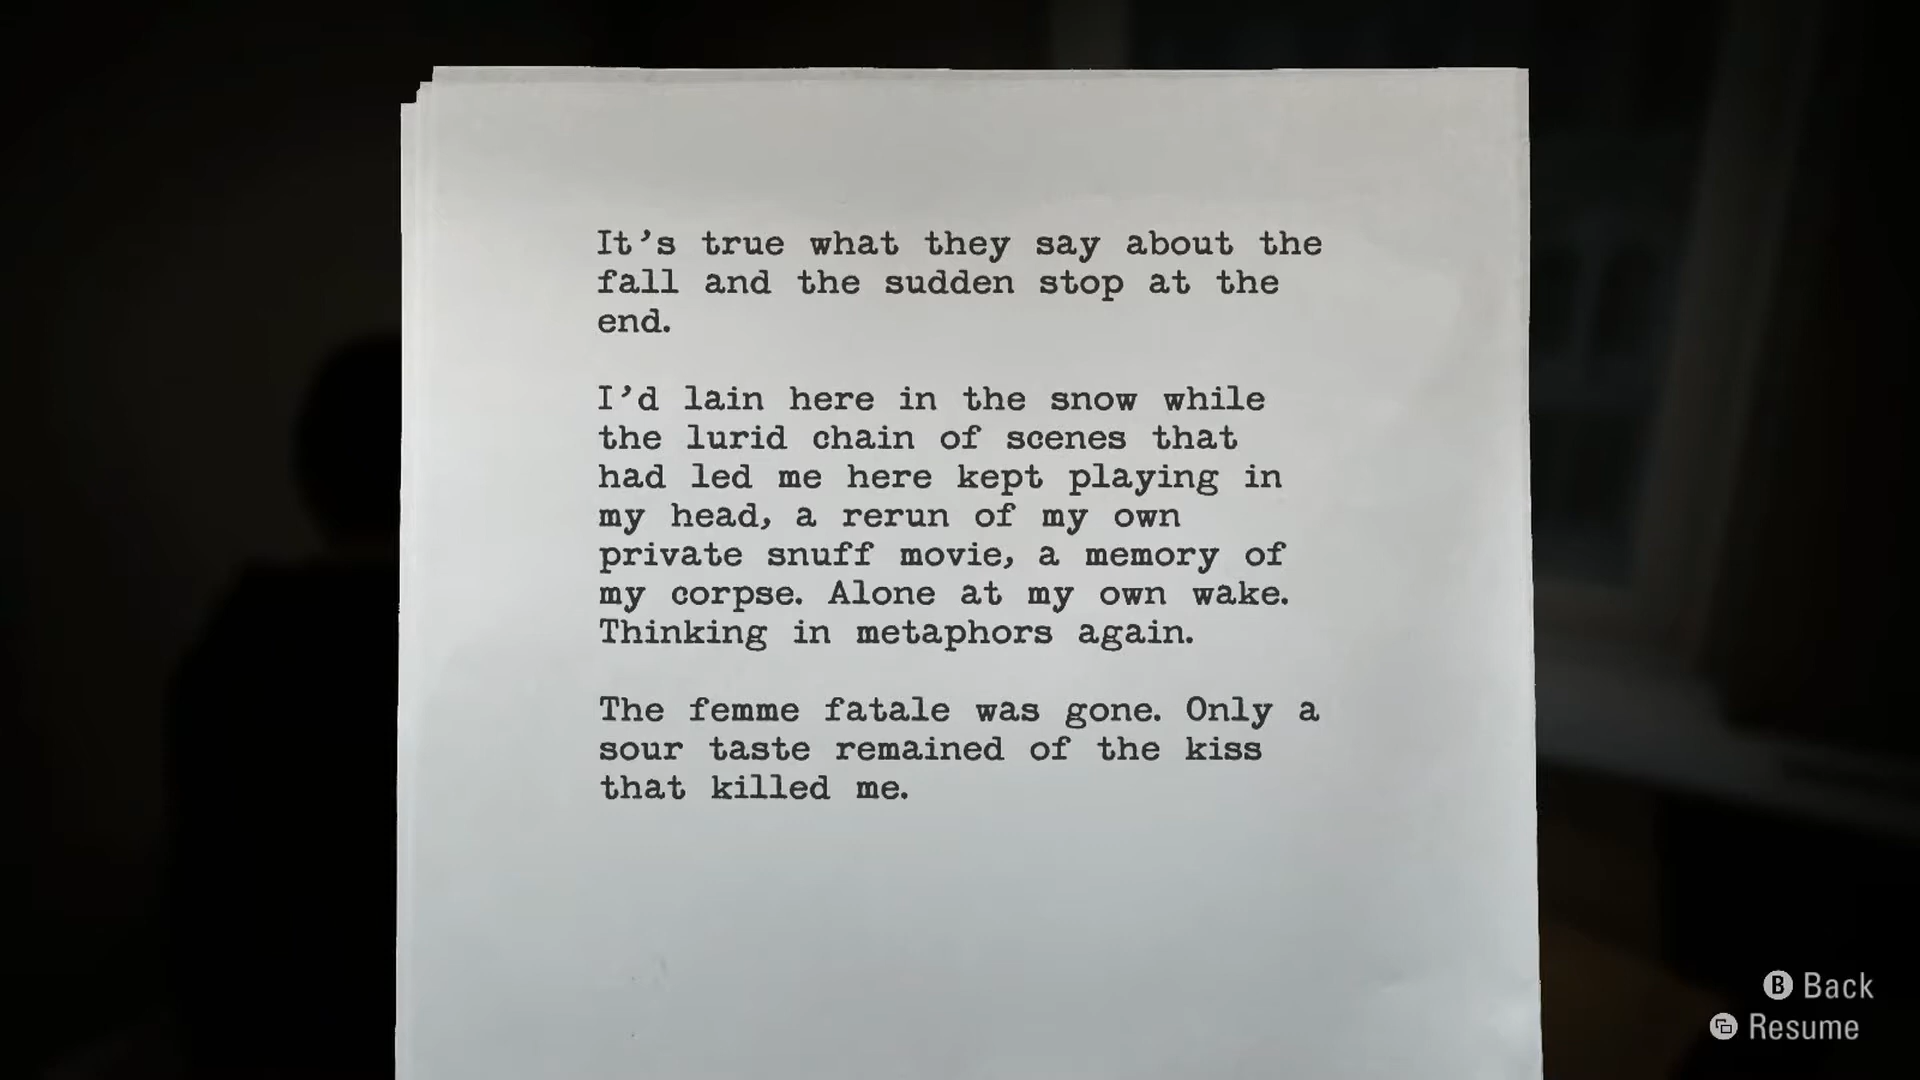 It's true what they say about the
fall and the sudden stop at the
end.
I'd lain here in the snow while
the lurid chain of scenes that
had led me here kept playing in
my head, a rerun of my own
private snuff movie, a memory of
my corpse. Alone at my own wake.
Thinking in metaphors again.
The femme fatale was gone. Only a
sour taste remained of the kiss
that killed me.
B Back
Resume